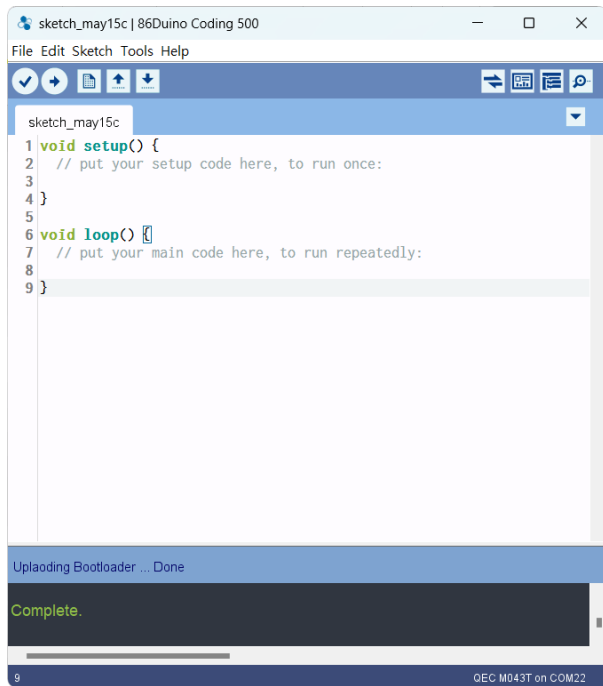 sketch_may15c | 86Duino Coding 500
File Edit Sketch Tools Help
sketch_may15c
1 void setup() {
2   // put your setup code here, to run once:
3
4 }
5
6 void loop() {
7   // put your main code here, to run repeatedly:
8
9 }
Uplaoding Bootloader ... Done
Complete.
9 QEC M043T on COM22